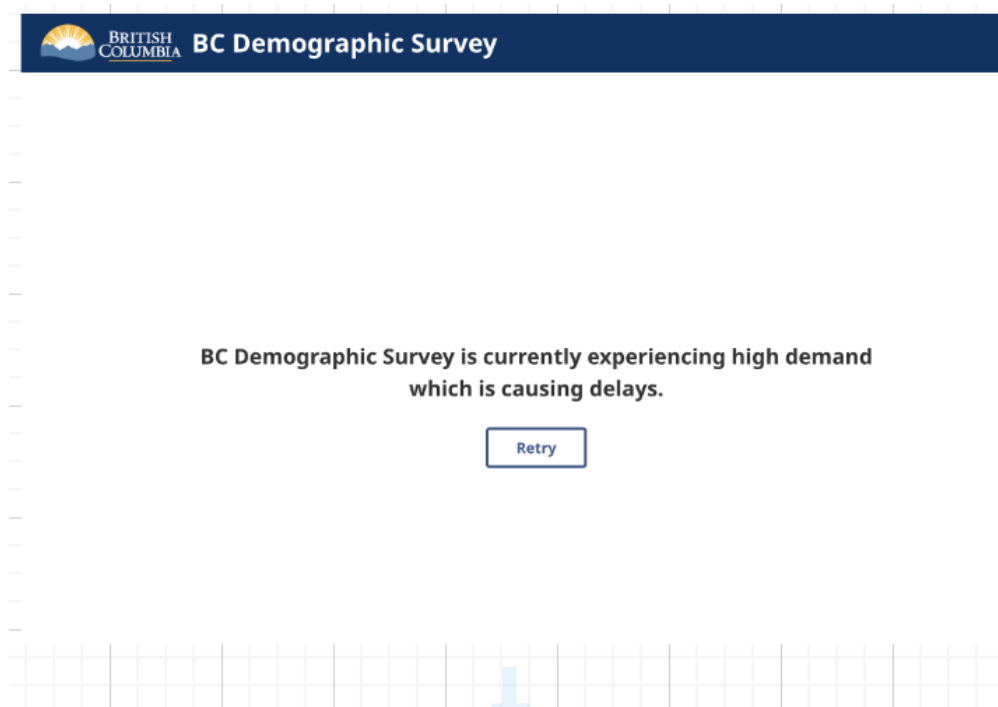 BRITISH
COLUMBIA
BC Demographic Survey
BC Demographic Survey is currently experiencing high demand
which is causing delays.
Retry